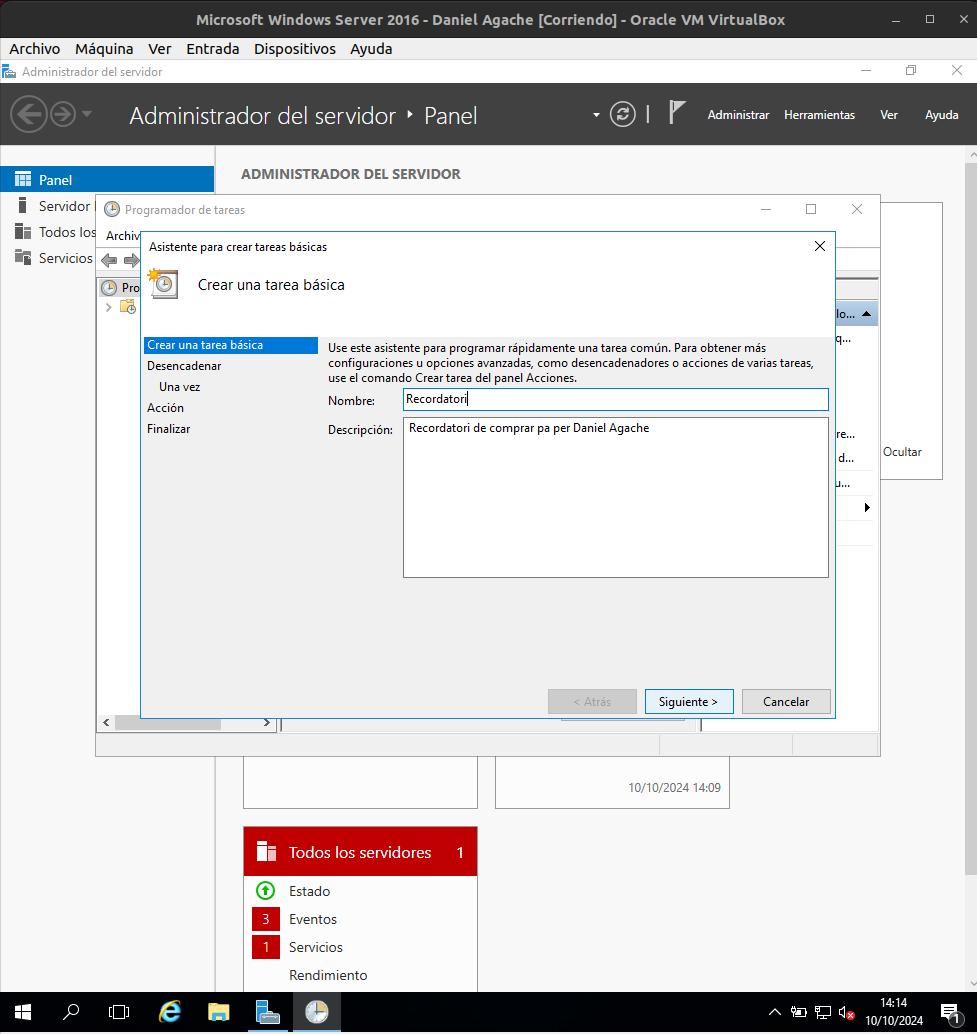 Microsoft Windows Server 2016 - Daniel Agache [Corriendo] - Oracle VM VirtualBox
Archivo Máquina Ver Entrada Dispositivos Ayuda
Administrador del servidor
Administrador del servidor Panel
Administrar Herramientas Ver Ayuda
Panel
ADMINISTRADOR DEL SERVIDOR
Servidor
Todos los
Servicios
Programador de tareas
Archiv
Asistente para crear tareas básicas
Pro
Crear una tarea básica
lo...
q...
Crear una tarea básica
Desencadenar
Una vez
Acción
Finalizar
Use este asistente para programar rápidamente una tarea común. Para obtener más
configuraciones u opciones avanzadas, como desencadenadores o acciones de varias tareas,
use el comando Crear tarea del panel Acciones.
Nombre: Recordatori
Descripción: Recordatori de comprar pa per Daniel Agache
re...
d...
u...
Ocultar
< Atrás Siguiente > Cancelar
10/10/2024 14:09
Todos los servidores 1
Estado
3 Eventos
1 Servicios
Rendimiento
14:14
10/10/2024
1